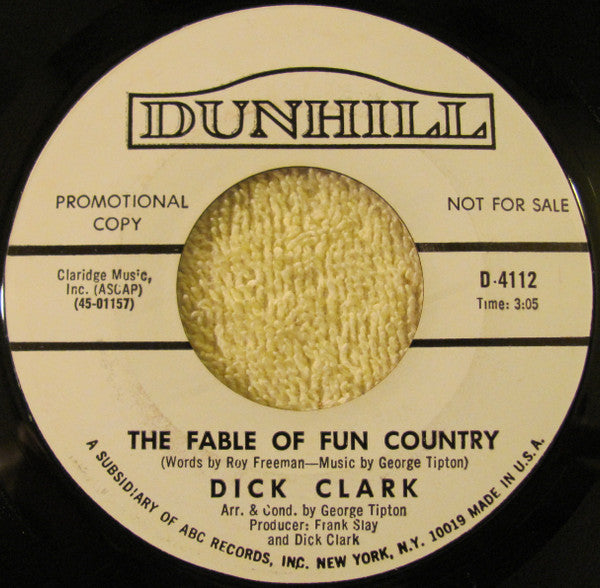 DUNHILL
PROMOTIONAL
COPY
NOT FOR SALE
Claridge Music,
Inc. (ASCAP)
(45-01157)
D-4112
Time: 3:05
THE FABLE OF FUN COUNTRY
(Words by Roy Freeman—Music by George Tipton)
DICK CLARK
Arr. & Cond. by George Tipton
Producer: Frank Slay
and Dick Clark
A SUBSIDIARY OF ABC RECORDS, INC. NEW YORK, N.Y. 10019 MADE IN U.S.A.